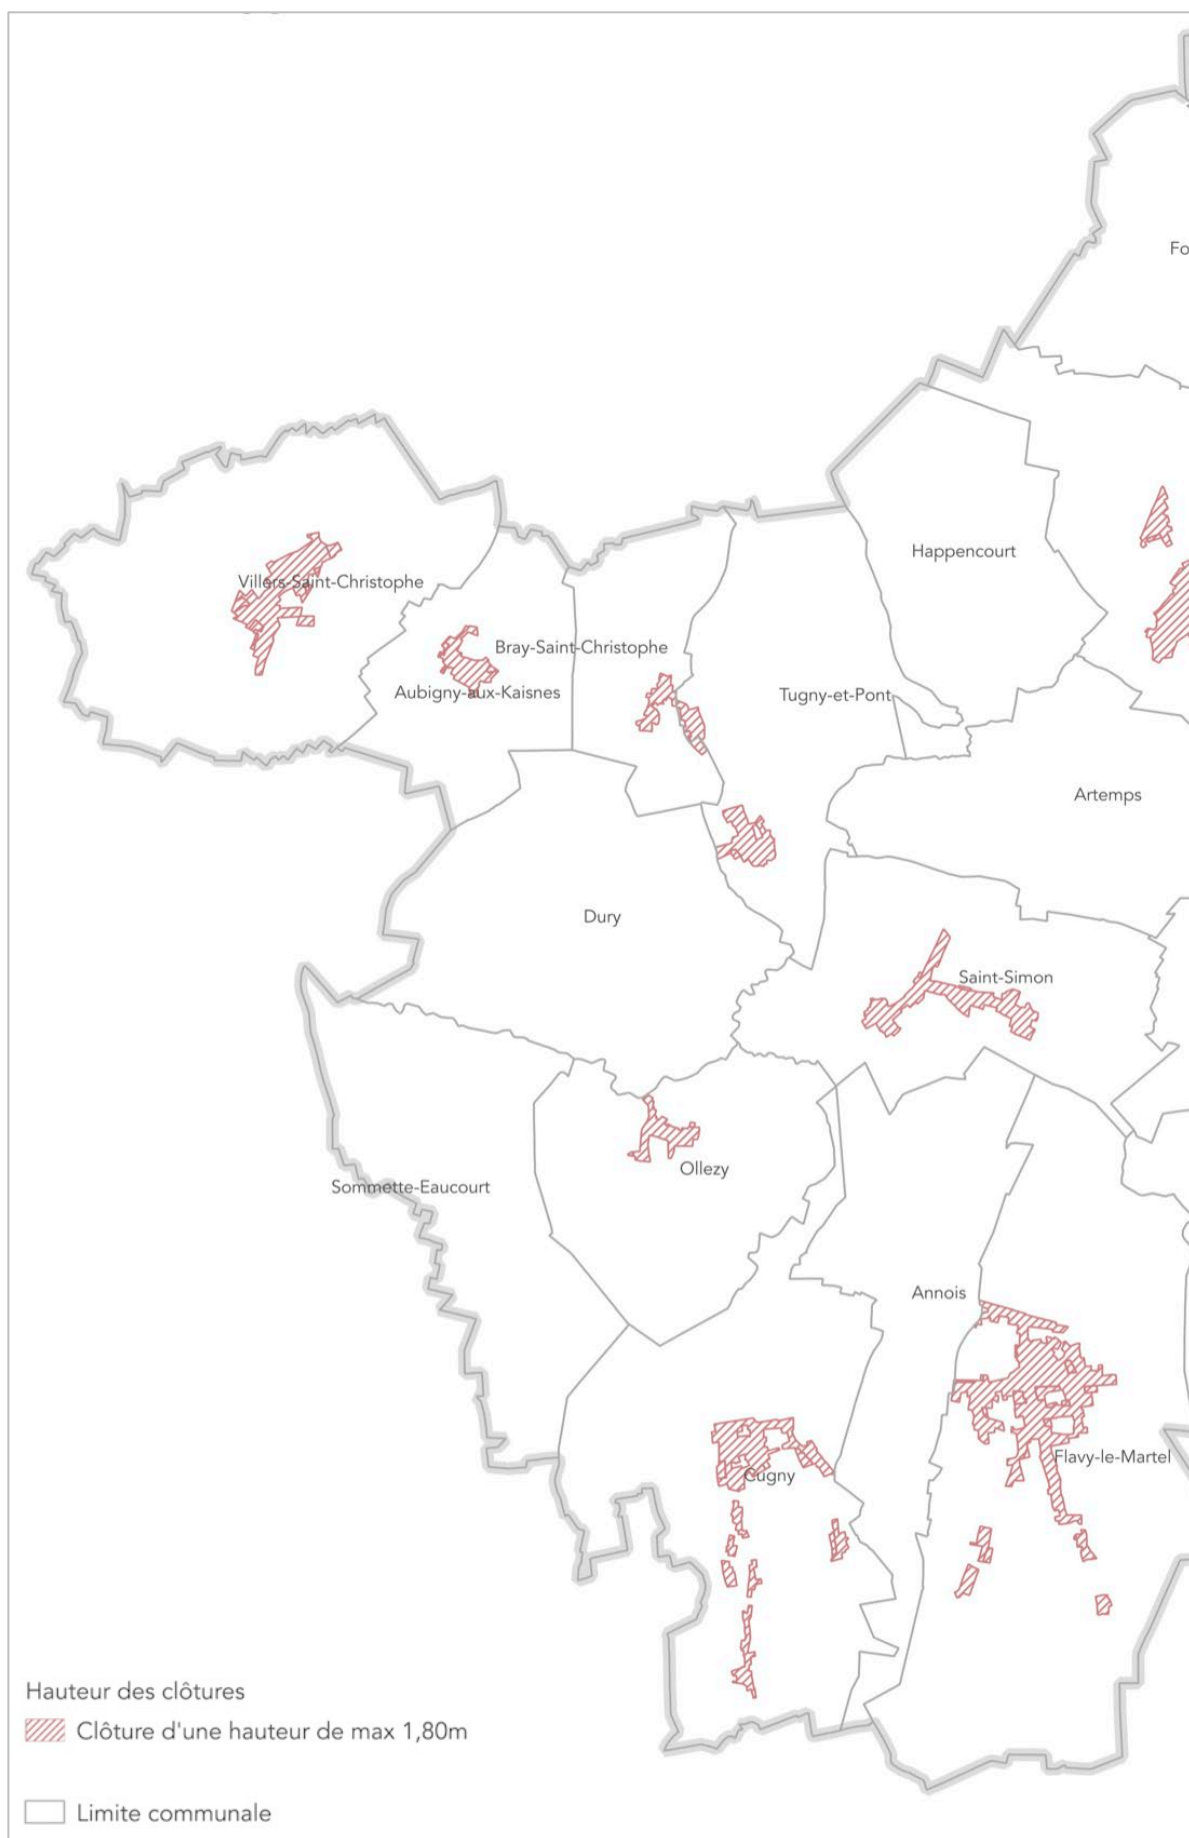 Fo
Happencourt
Villers-Saint-Christophe
Bray-Saint-Christophe
Aubigny-aux-Kaisnes
Tugny-et-Pont
Artemps
Dury
Saint-Simon
Ollezy
Sommette-Eaucourt
Annois
Flavy-le-Martel
Cugny
Hauteur des clôtures
Clôture d'une hauteur de max 1,80m
Limite communale